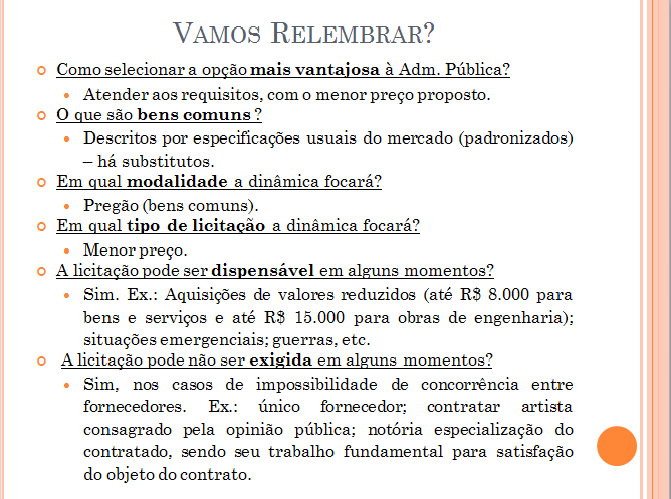 VAMOS RELEMBRAR?
Como selecionar a opção mais vantajosa à Adm. Pública?
Atender aos requisitos, com o menor preço proposto.
O que são bens comuns ?
Descritos por especificações usuais do mercado (padronizados)
– há substitutos.
Em qual modalidade a dinâmica focará?
Pregão (bens comuns).
Em qual tipo de licitação a dinâmica focará?
Menor preço.
A licitação pode ser dispensável em alguns momentos?
Sim. Ex.: Aquisições de valores reduzidos (até R$ 8.000 para
bens e serviços e até R$ 15.000 para obras de engenharia);
situações emergenciais; guerras, etc.
A licitação pode não ser exigida em alguns momentos?
Sim, nos casos de impossibilidade de concorrência entre
fornecedores. Ex.: único fornecedor; contratar artista
consagrado pela opinião pública; notória especialização do
contratado, sendo seu trabalho fundamental para satisfação
do objeto do contrato.